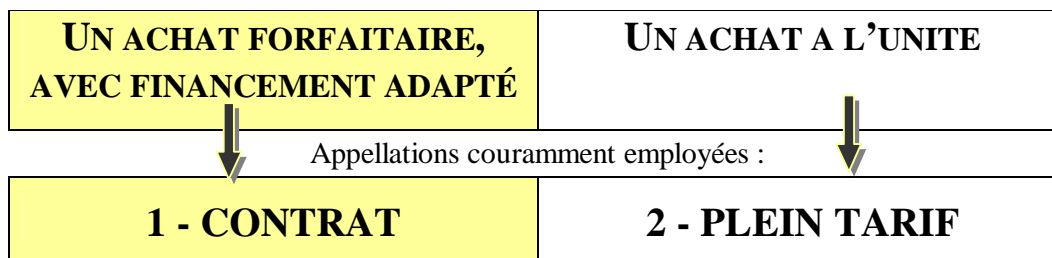 UN ACHAT FORFAITAIRE,
AVEC FINANCEMENT ADAPTÉ
UN ACHAT A L’UNITE
Appellations couramment employées :
1 - CONTRAT
2 - PLEIN TARIF